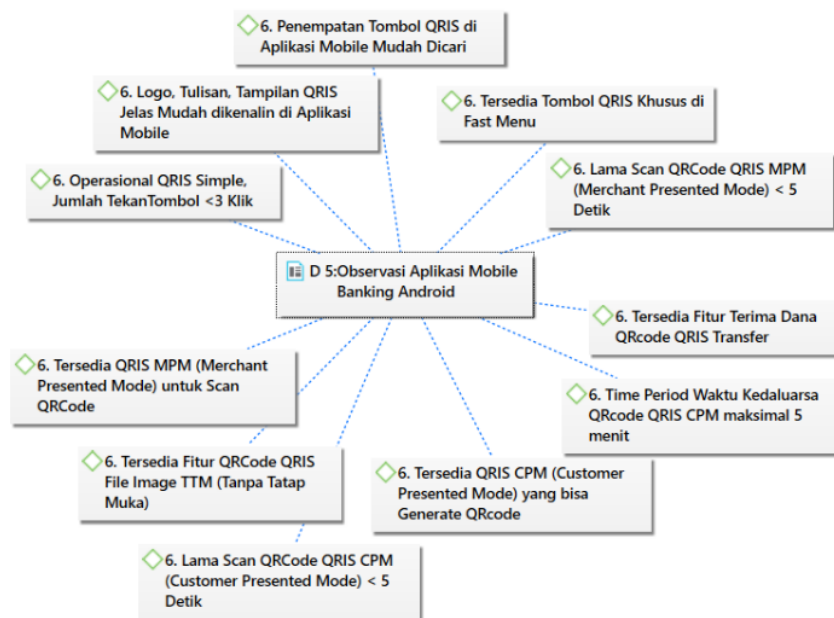 6. Penempatan Tombol QRIS di
Aplikasi Mobile Mudah Dicari
6. Logo, Tulisan, Tampilan QRIS
Jelas Mudah dikenalin di Aplikasi
Mobile
6. Tersedia Tombol QRIS Khusus di
Fast Menu
6. Operasional QRIS Simple,
Jumlah TekanTombol <3 Klik
6. Lama Scan QRCode QRIS MPM
(Merchant Presented Mode) < 5
Detik
D 5:Observasi Aplikasi Mobile
Banking Android
6. Tersedia Fitur Terima Dana
QRcode QRIS Transfer
6. Tersedia QRIS MPM (Merchant
Presented Mode) untuk Scan
QRCode
6. Time Period Waktu Kedaluarsa
QRcode QRIS CPM maksimal 5
menit
6. Tersedia Fitur QRCode QRIS
File Image TTM (Tanpa Tatap
Muka)
6. Tersedia QRIS CPM (Customer
Presented Mode) yang bisa
Generate QRcode
6. Lama Scan QRCode QRIS CPM
(Customer Presented Mode) < 5
Detik